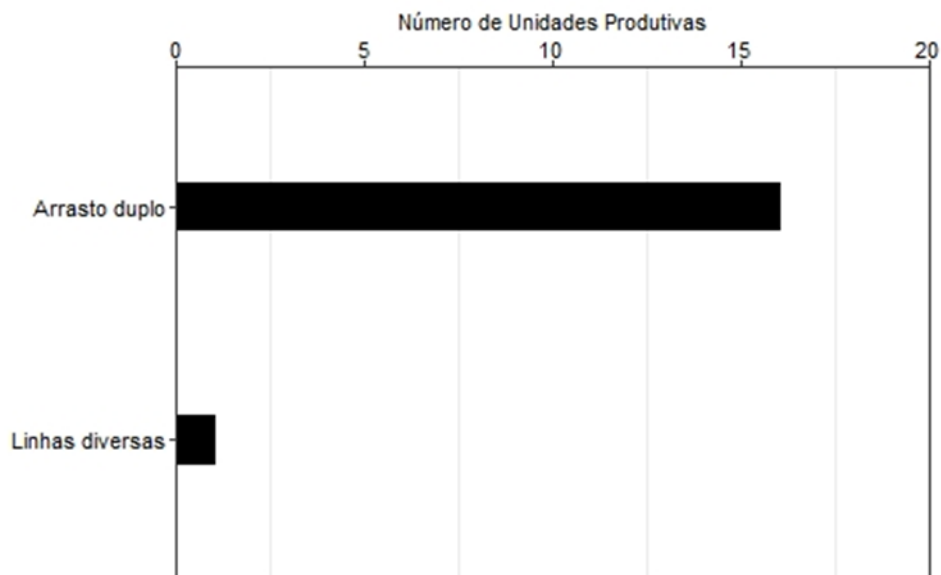 Número de Unidades Produtivas
0 5 10 15 20
Arrasto duplo
Linhas diversas